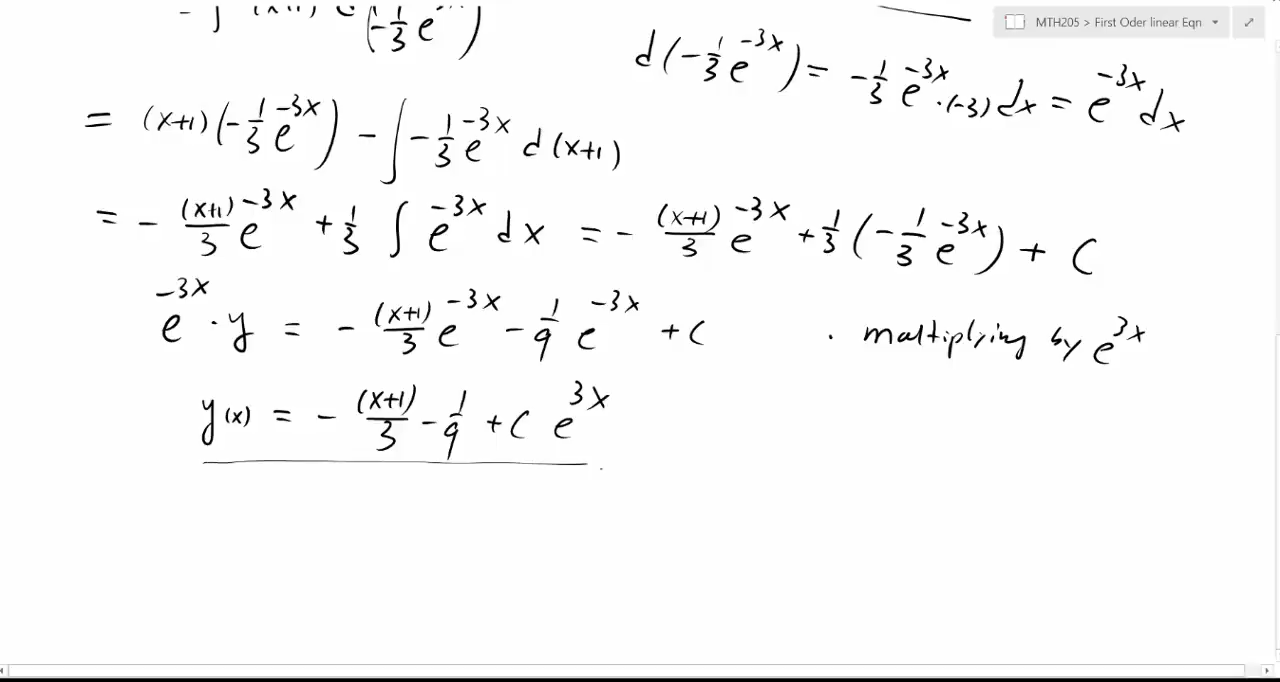 MTH205 > First Oder linear Eqn
(-1/3 e
d(-1/3 e^{-3x}) = -1/3 e^{-3x} · (-3) dx = e^{-3x} dx
= (x+1)(-1/3 e^{-3x}) - ∫ -1/3 e^{-3x} d(x+1)
= - (x+1)/3 e^{-3x} + 1/3 ∫ e^{-3x} dx = - (x+1)/3 e^{-3x} + 1/3 (-1/3 e^{-3x}) + C
e^{-3x} · y = - (x+1)/3 e^{-3x} - 1/9 e^{-3x} + C · multiplying by e^{3x}
y(x) = - (x+1)/3 - 1/9 + C e^{3x}